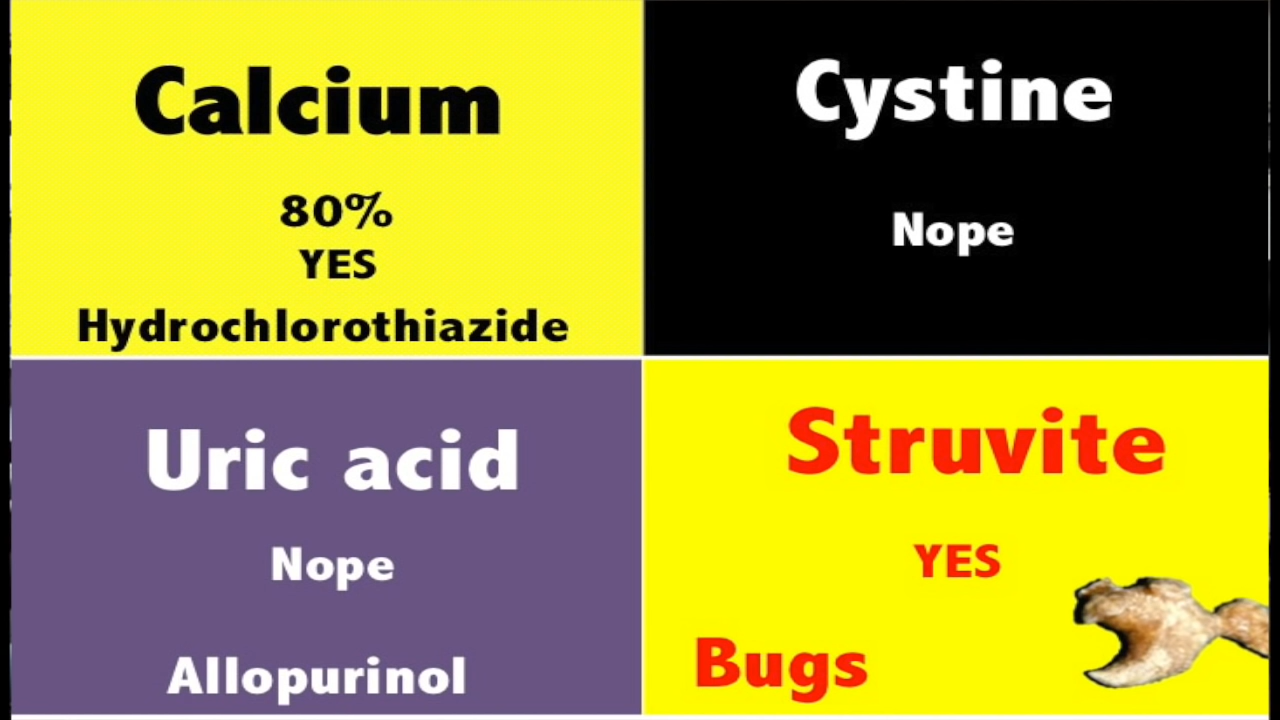 Calcium
80%
YES
Hydrochlorothiazide
Cystine
Nope
Uric acid
Nope
Allopurinol
Struvite
YES
Bugs